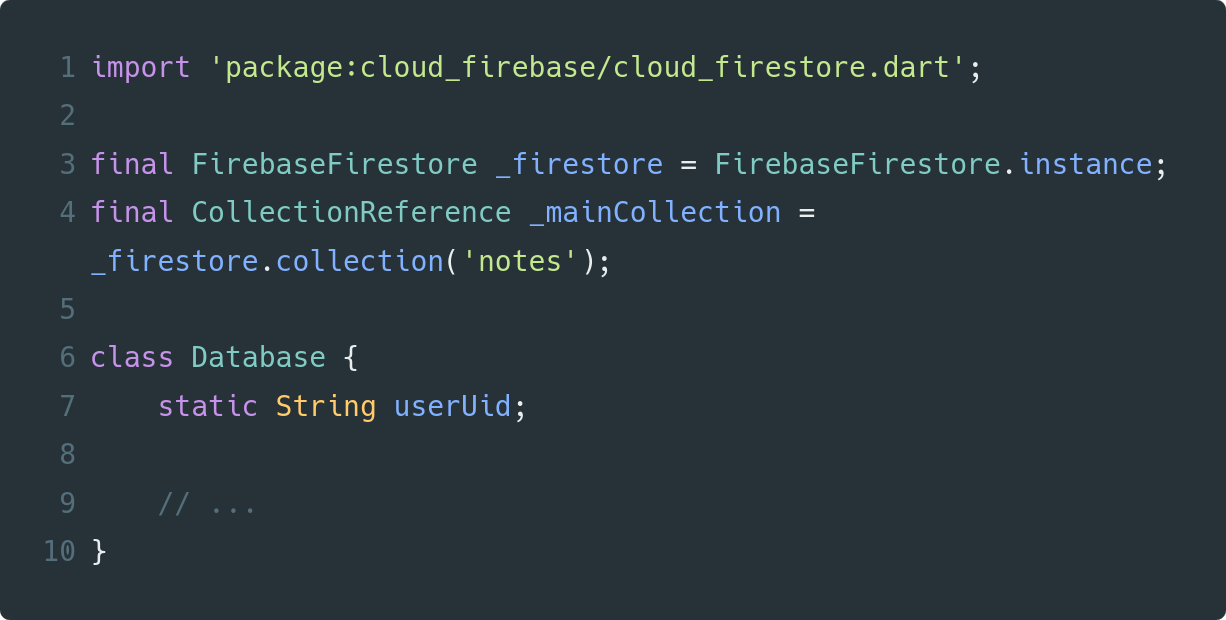 1 import 'package:cloud_firebase/cloud_firestore.dart';
2
3 final FirebaseFirestore _firestore = FirebaseFirestore.instance;
4 final CollectionReference _mainCollection =
_firestore.collection('notes');
5
6 class Database {
7     static String userUid;
8
9     // ...
10 }